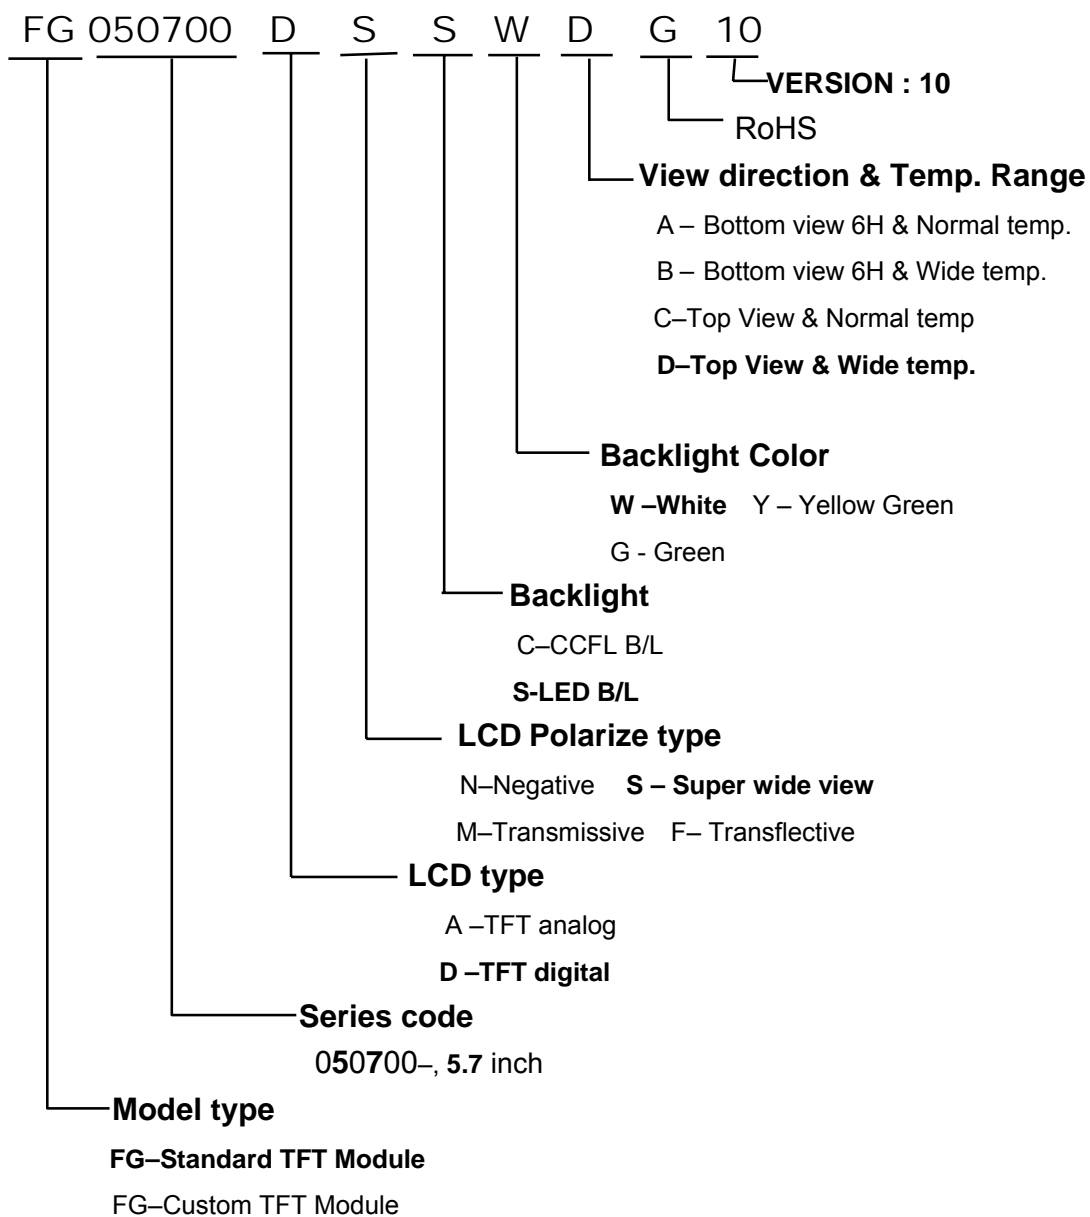 FG 050700 D S S W D G 10
VERSION : 10
RoHS
View direction & Temp. Range
A – Bottom view 6H & Normal temp.
B – Bottom view 6H & Wide temp.
C–Top View & Normal temp
D–Top View & Wide temp.
Backlight Color
W –White Y – Yellow Green
G - Green
Backlight
C–CCFL B/L
S-LED B/L
LCD Polarize type
N–Negative S – Super wide view
M–Transmissive F– Transflective
LCD type
A –TFT analog
D –TFT digital
Series code
050700–, 5.7 inch
Model type
FG–Standard TFT Module
FG–Custom TFT Module